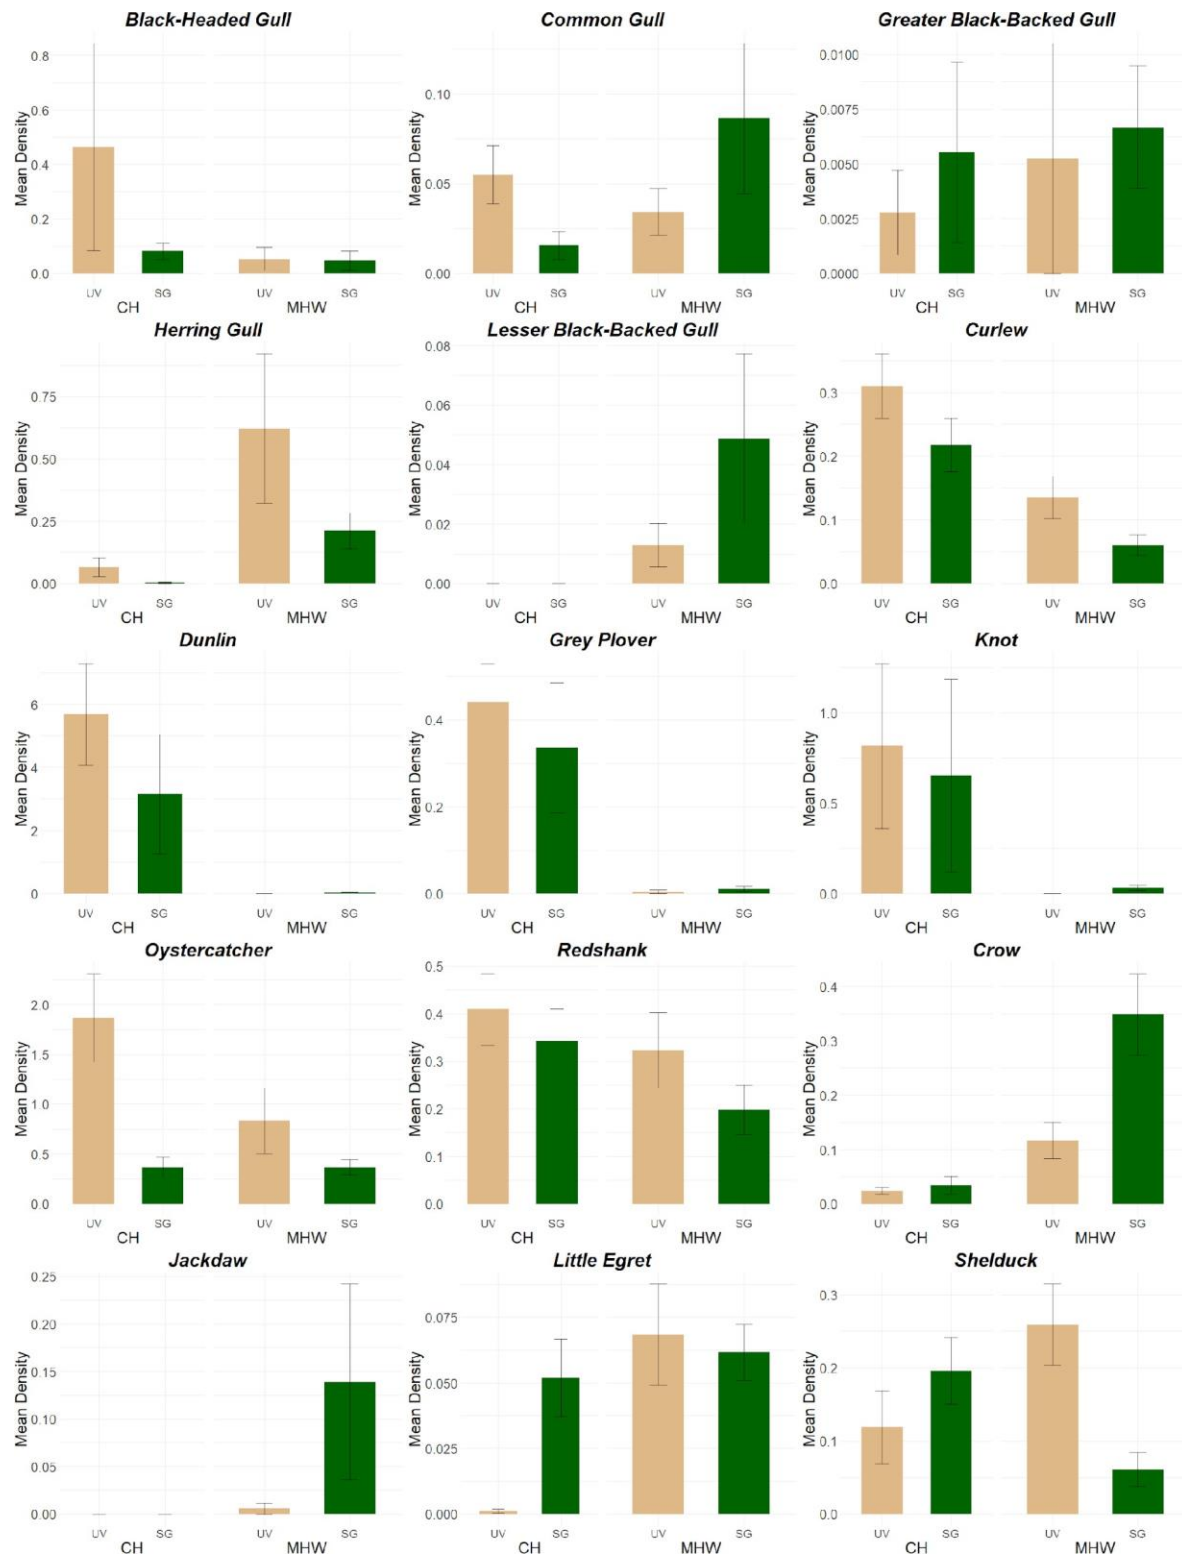 Black-Headed Gull
Mean Density
0.8
0.6
0.4
0.2
0.0
UV SG UV SG
CH MHW
Common Gull
Mean Density
0.10
0.05
0.00
UV SG UV SG
CH MHW
Greater Black-Backed Gull
Mean Density
0.0100
0.0075
0.0050
0.0025
0.0000
UV SG UV SG
CH MHW
Herring Gull
Mean Density
0.75
0.50
0.25
0.00
UV SG UV SG
CH MHW
Lesser Black-Backed Gull
Mean Density
0.08
0.06
0.04
0.02
0.00
UV SG UV SG
CH MHW
Curlew
Mean Density
0.3
0.2
0.1
0.0
UV SG UV SG
CH MHW
Dunlin
Mean Density
6
4
2
0
UV SG UV SG
CH MHW
Grey Plover
Mean Density
0.4
0.2
0.0
UV SG UV SG
CH MHW
Knot
Mean Density
1.0
0.5
0.0
UV SG UV SG
CH MHW
Oystercatcher
Mean Density
2.0
1.5
1.0
0.5
0.0
UV SG UV SG
CH MHW
Redshank
Mean Density
0.5
0.4
0.3
0.2
0.1
0.0
UV SG UV SG
CH MHW
Crow
Mean Density
0.4
0.3
0.2
0.1
0.0
UV SG UV SG
CH MHW
Jackdaw
Mean Density
0.25
0.20
0.15
0.10
0.05
0.00
UV SG UV SG
CH MHW
Little Egret
Mean Density
0.075
0.050
0.025
0.000
UV SG UV SG
CH MHW
Shelduck
Mean Density
0.3
0.2
0.1
0.0
UV SG UV SG
CH MHW